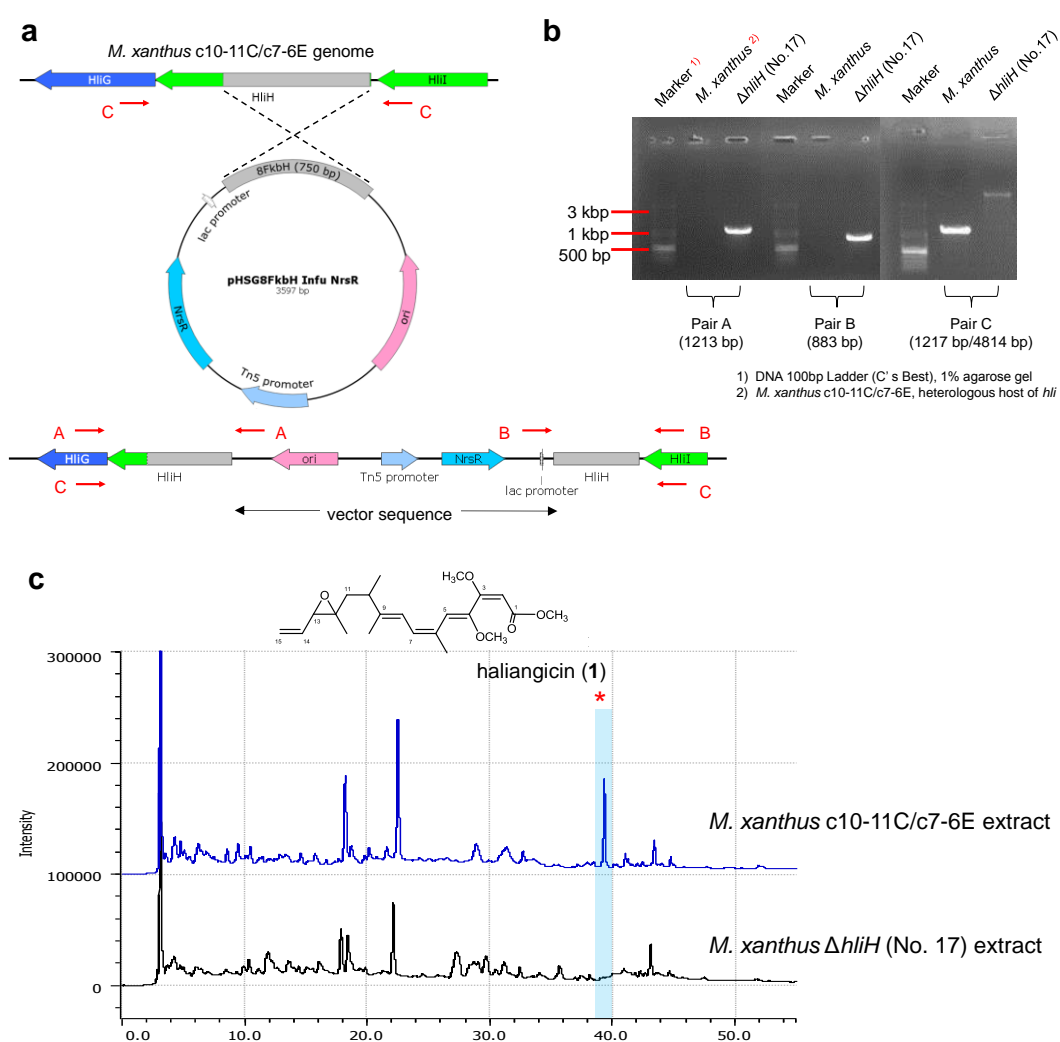 a
M. xanthus c10-11C/c7-6E genome
HliG
HliI
HliH
C
C
8FkbH (750 bp)
lac promoter
pHSG8FkbH Infu NrsR
3597 bp
NrsR
ori
Tn5 promoter
A
A
B
B
HliG
ori
NrsR
HliI
HliH
Tn5 promoter
lac promoter
HliH
C
C
vector sequence
b
Marker 1)
M. xanthus 2)
ΔhliH (No.17)
Marker
M. xanthus
ΔhliH (No.17)
Marker
M. xanthus
ΔhliH (No.17)
3 kbp
1 kbp
500 bp
Pair A
(1213 bp)
Pair B
(883 bp)
Pair C
(1217 bp/4814 bp)
1) DNA 100bp Ladder (C' s Best), 1% agarose gel
2) M. xanthus c10-11C/c7-6E, heterologous host of hli
c
O
11
13
14
15
9
7
5
H₃CO
3
1
O
OCH₃
OCH₃
haliangicin (1)
*
300000
200000
100000
0
Intensity
M. xanthus c10-11C/c7-6E extract
M. xanthus ΔhliH (No. 17) extract
0.0 10.0 20.0 30.0 40.0 50.0